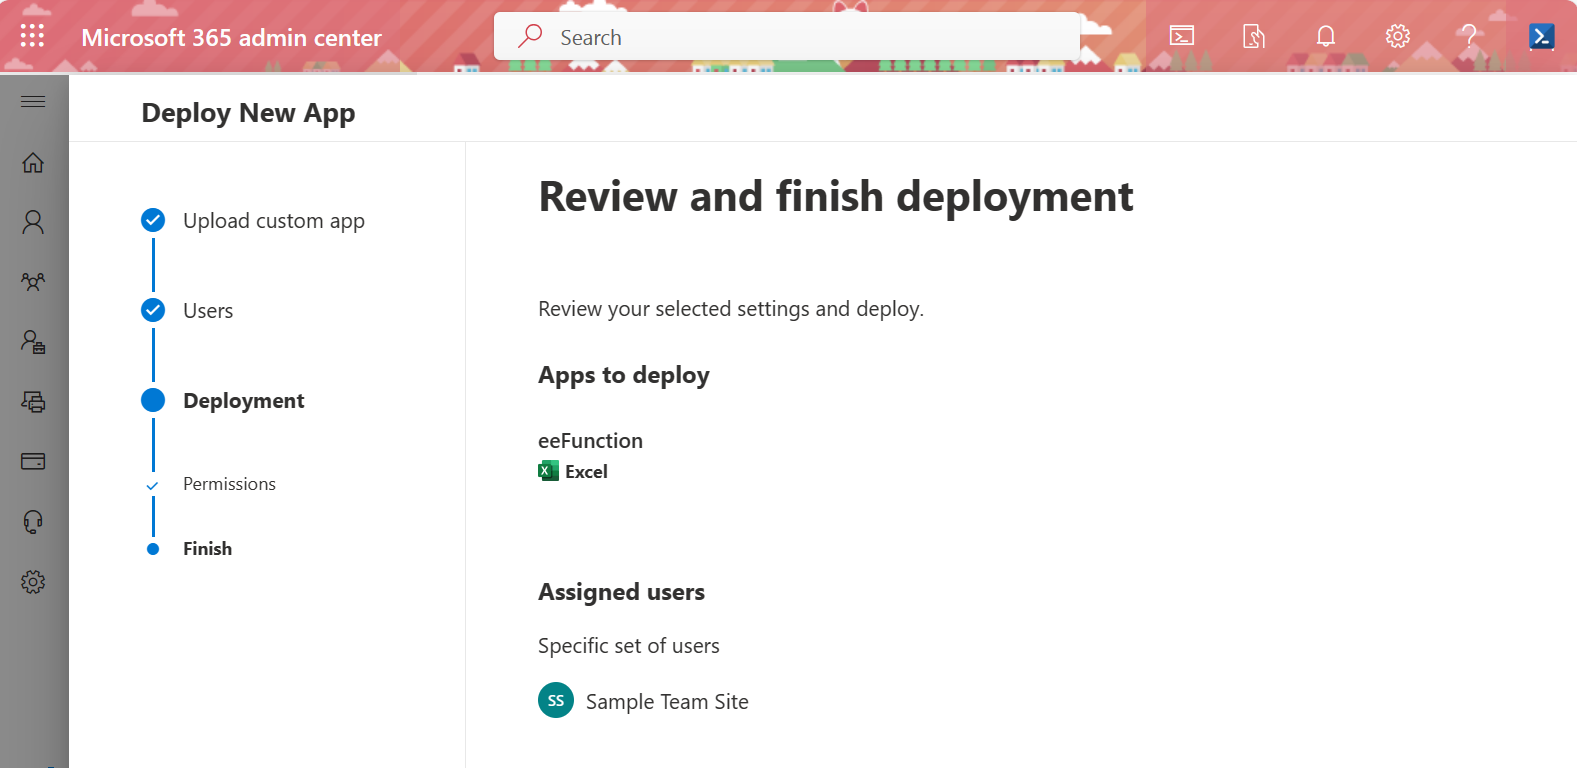 Microsoft 365 admin center
Search
Deploy New App
Upload custom app
Users
Deployment
Permissions
Finish
Review and finish deployment
Review your selected settings and deploy.
Apps to deploy
eeFunction
Excel
Assigned users
Specific set of users
SS Sample Team Site